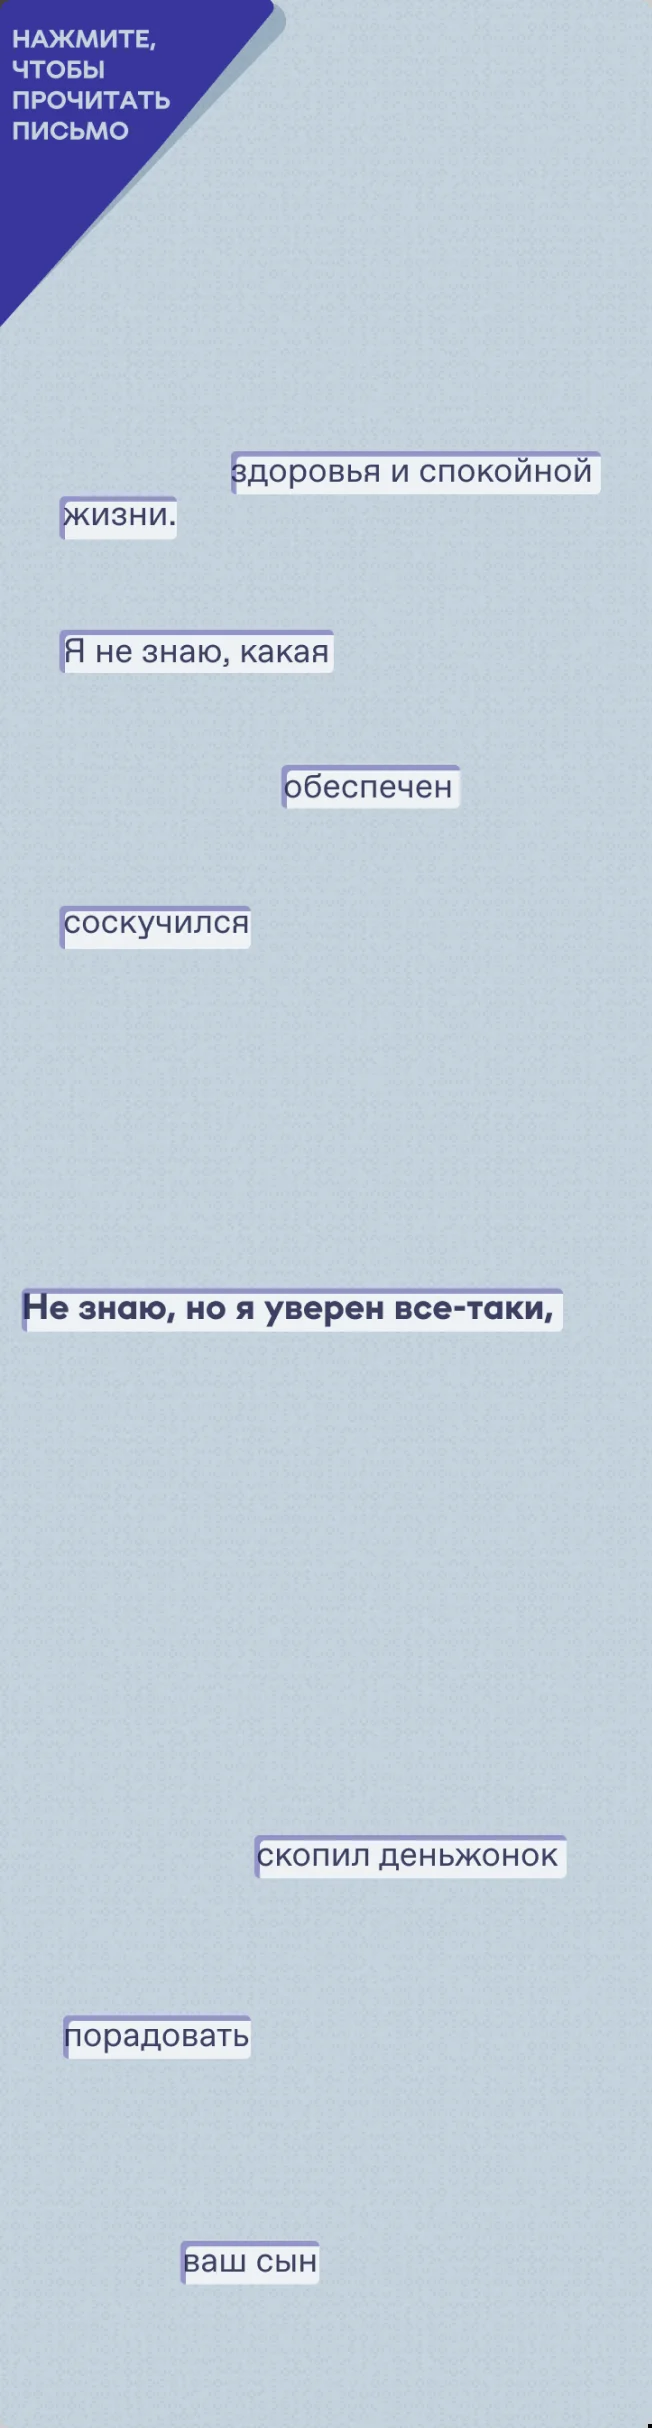 НАЖМИТЕ,
ЧТОБЫ
ПРОЧИТАТЬ
ПИСЬМО
здоровья и спокойной
жизни.
Я не знаю, какая
обеспечен
соскучился
Не знаю, но я уверен все-таки,
скопил деньжонок
порадовать
ваш сын